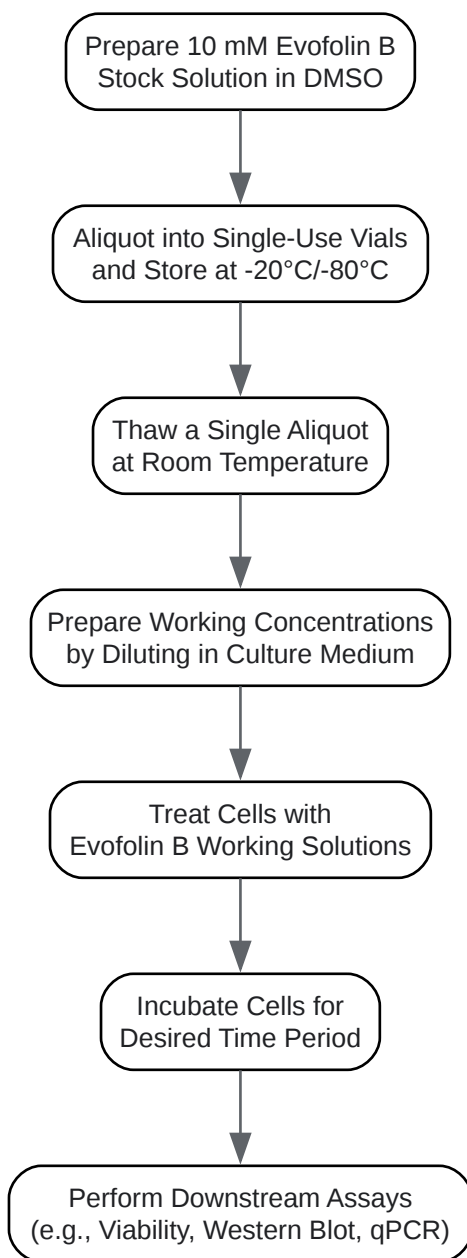 Prepare 10 mM Evofolin B
Stock Solution in DMSO
Aliquot into Single-Use Vials
and Store at -20°C/-80°C
Thaw a Single Aliquot
at Room Temperature
Prepare Working Concentrations
by Diluting in Culture Medium
Treat Cells with
Evofolin B Working Solutions
Incubate Cells for
Desired Time Period
Perform Downstream Assays
(e.g., Viability, Western Blot, qPCR)